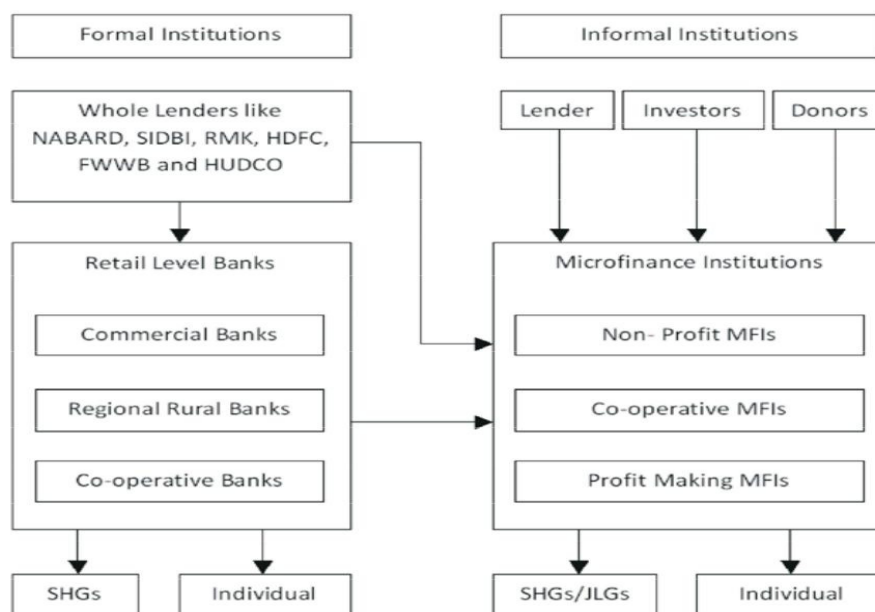 Formal Institutions
Informal Institutions
Whole Lenders like
NABARD, SIDBI, RMK, HDFC,
FWWB and HUDCO
Lender
Investors
Donors
Retail Level Banks
Commercial Banks
Regional Rural Banks
Co-operative Banks
Microfinance Institutions
Non- Profit MFIs
Co-operative MFIs
Profit Making MFIs
SHGs
Individual
SHGs/JLGs
Individual